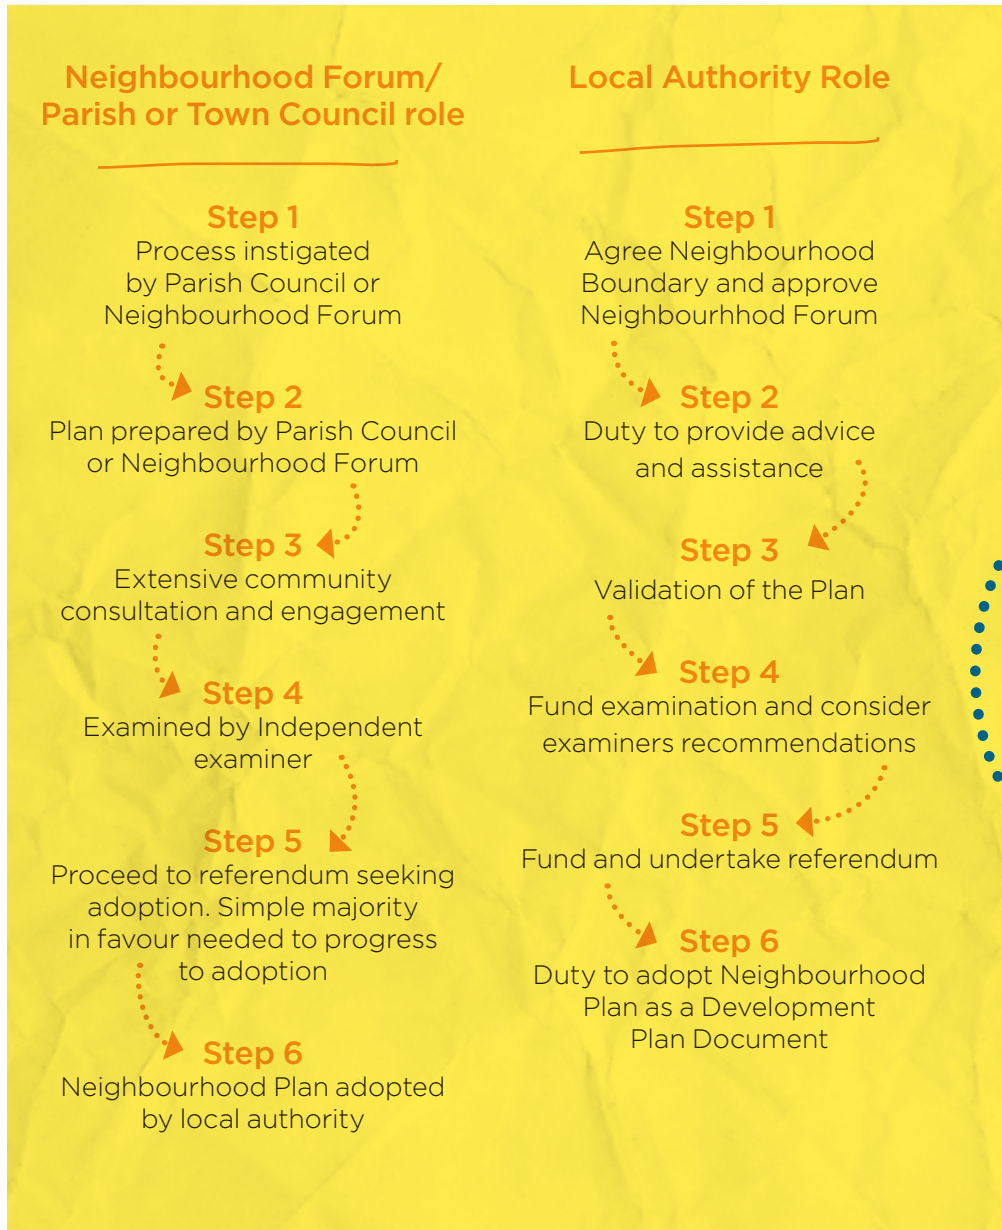 Neighbourhood Forum/
Parish or Town Council role
Step 1
Process instigated
by Parish Council or
Neighbourhood Forum
Step 2
Plan prepared by Parish Council
or Neighbourhood Forum
Step 3
Extensive community
consultation and engagement
Step 4
Examined by Independent
examiner
Step 5
Proceed to referendum seeking
adoption. Simple majority
in favour needed to progress
to adoption
Step 6
Neighbourhood Plan adopted
by local authority
Local Authority Role
Step 1
Agree Neighbourhood
Boundary and approve
Neighbourhhod Forum
Step 2
Duty to provide advice
and assistance
Step 3
Validation of the Plan
Step 4
Fund examination and consider
examiners recommendations
Step 5
Fund and undertake referendum
Step 6
Duty to adopt Neighbourhood
Plan as a Development
Plan Document